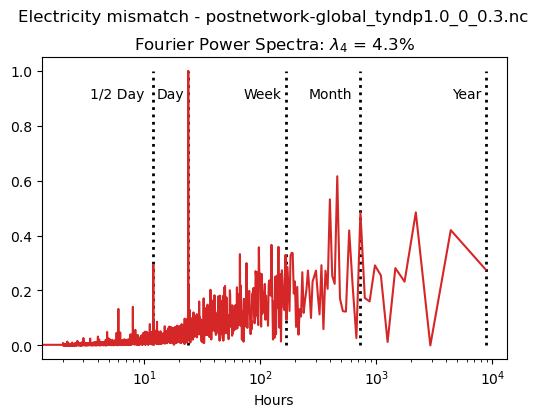 Electricity mismatch - postnetwork-global_tyndp1.0_0_0.3.nc
Fourier Power Spectra: λ₄ = 4.3%
1.0
1/2 Day Day Week Month Year
0.8
0.6
0.4
0.2
0.0
10¹ 10² 10³ 10⁴
Hours